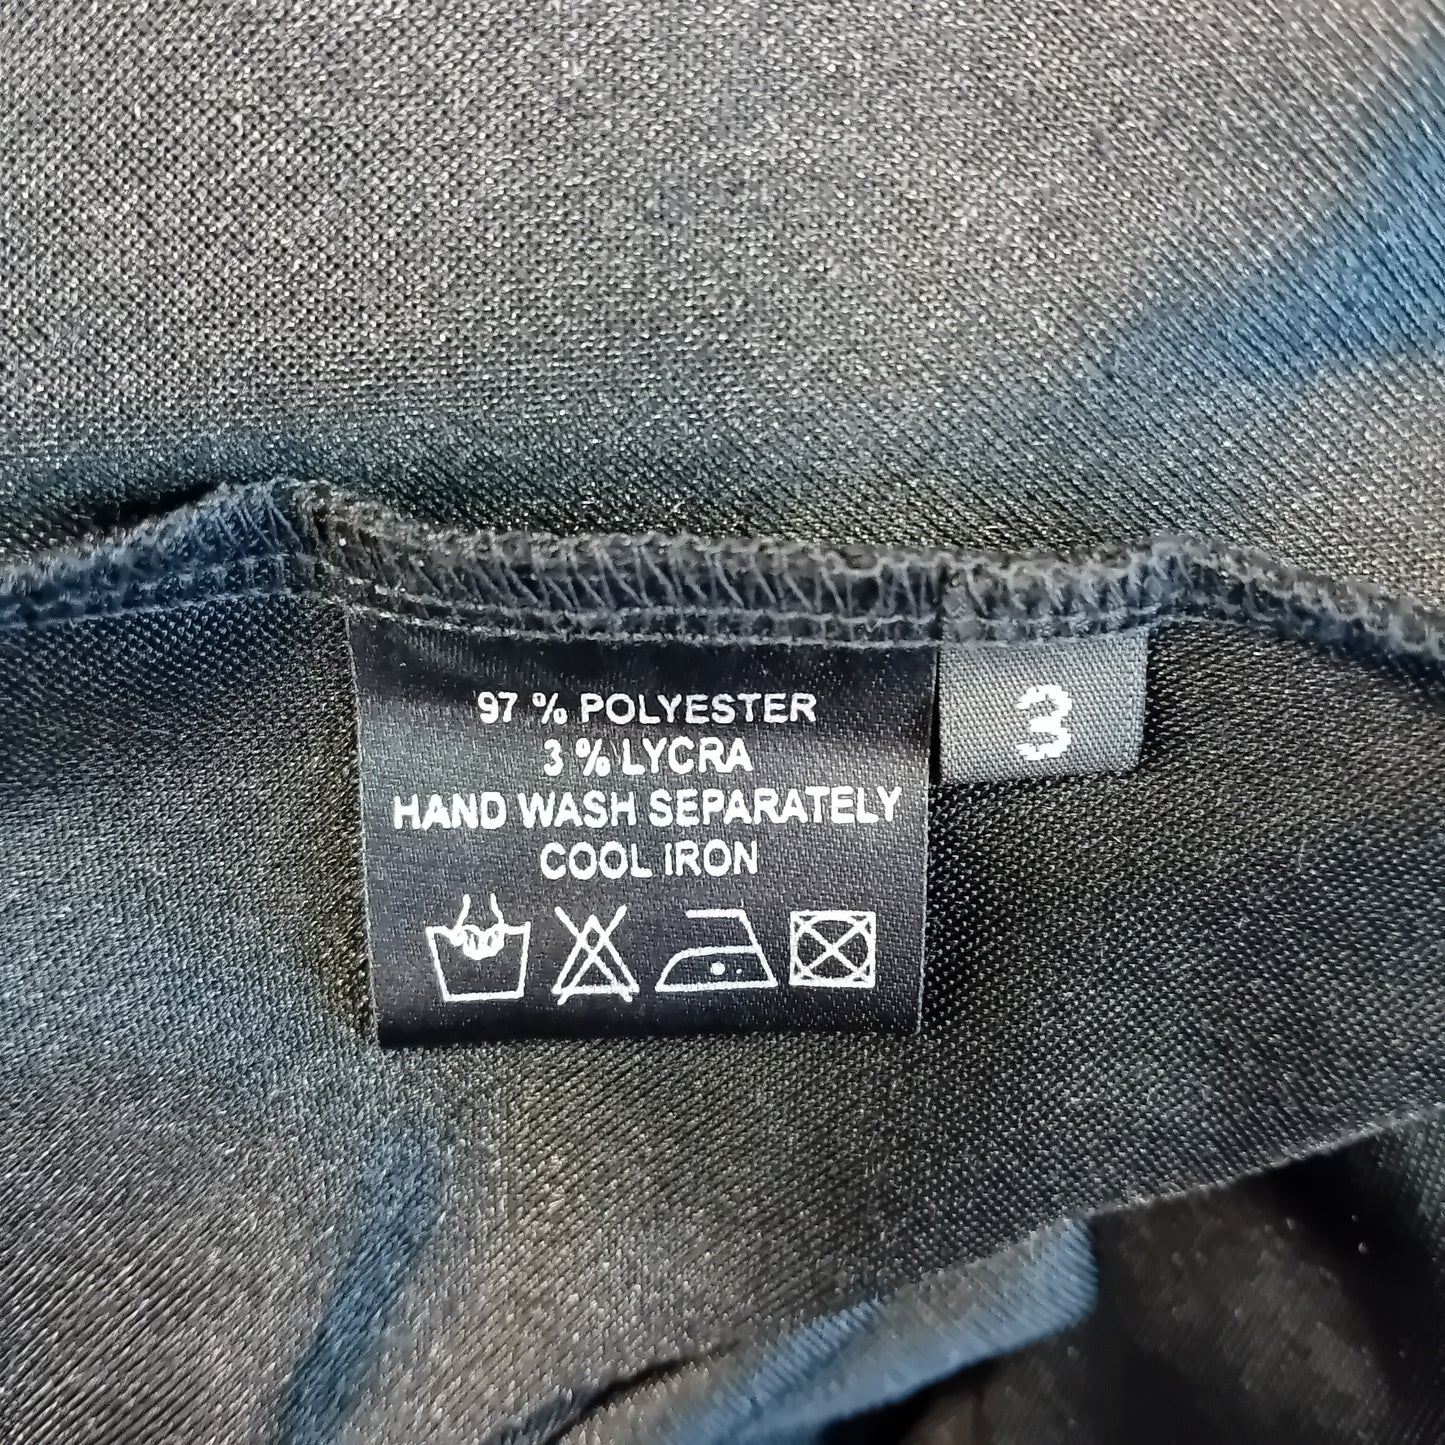 97 % POLYESTER
3 % LYCRA
HAND WASH SEPARATELY
COOL IRON
3